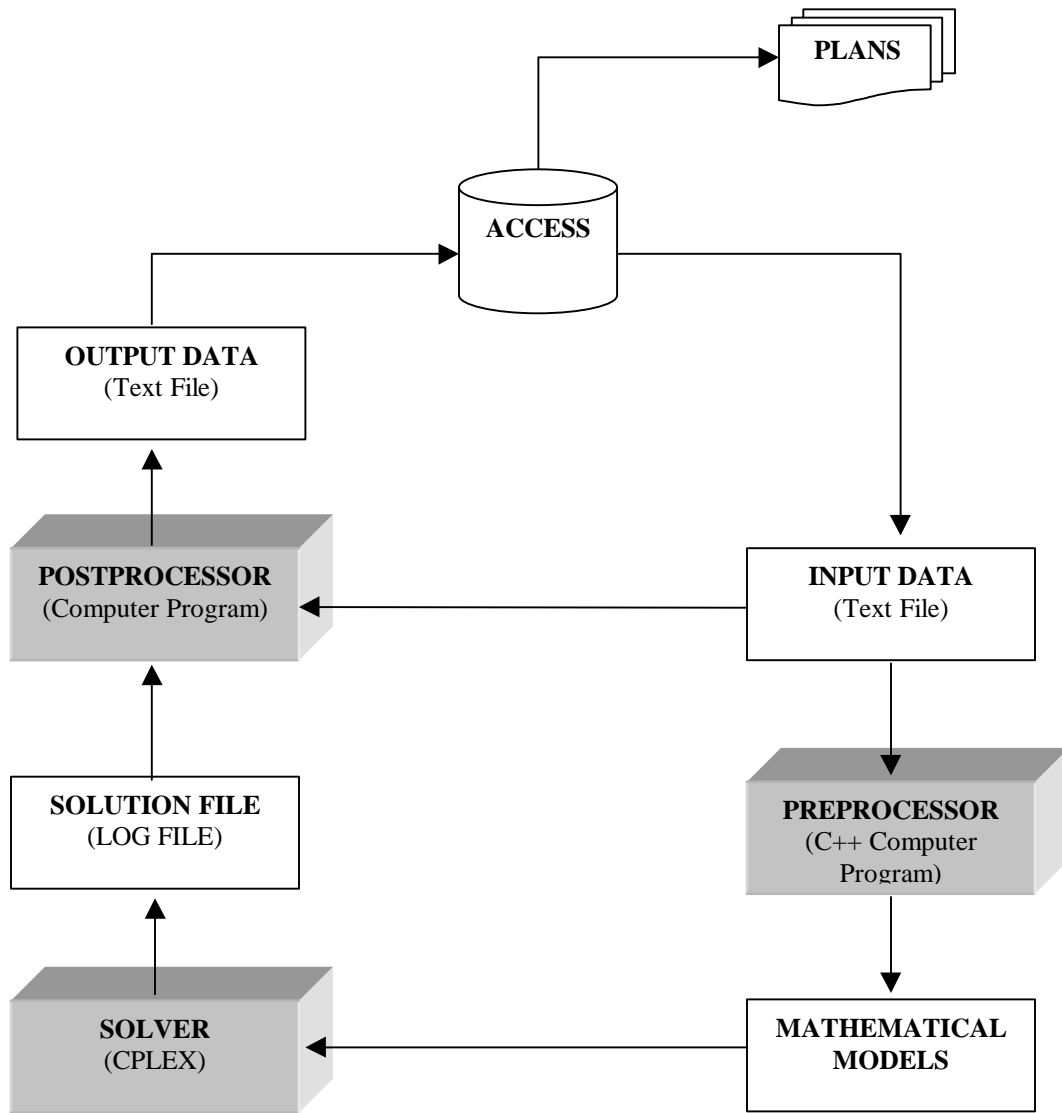 PLANS
ACCESS
OUTPUT DATA
(Text File)
POSTPROCESSOR
(Computer Program)
INPUT DATA
(Text File)
SOLUTION FILE
(LOG FILE)
PREPROCESSOR
(C++ Computer
Program)
SOLVER
(CPLEX)
MATHEMATICAL
MODELS